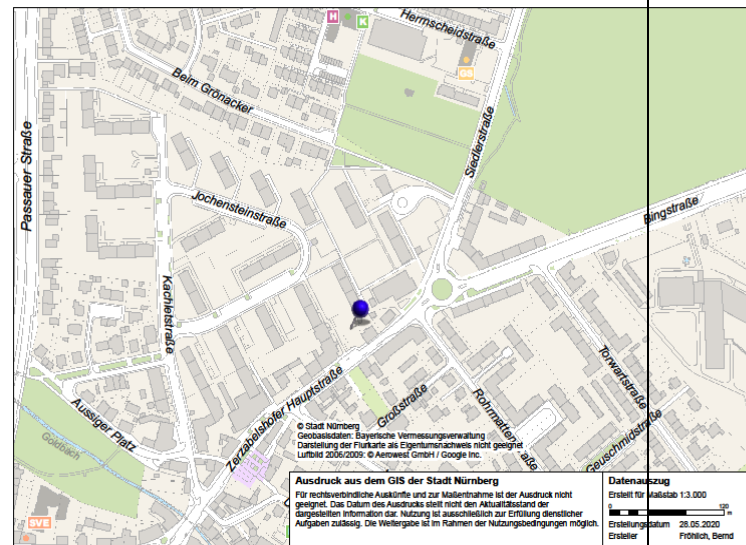 H
K
Herrnscheidstraße
GS
Beim Grönacker
Siedlerstraße
Passauer Straße
Jochensteinstraße
Bingstraße
Kachletstraße
Zerzabelshofer Hauptstraße
Torwartstraße
Großstraße
Rohrmattenstraße
Aussiger Platz
Goldbach
Geuschmidstraße
SVE
© Stadt Nürnberg
Geobasisdaten: Bayerische Vermessungsverwaltung
Darstellung der Flurkarte als Eigentumsnachweis nicht geeignet
Luftbild 2006/2009: © Aerowest GmbH / Google Inc.
Ausdruck aus dem GIS der Stadt Nürnberg
Für rechtsverbindliche Auskünfte und zur Maßentnahme ist der Ausdruck nicht
geeignet. Das Datum des Ausdrucks stellt nicht den Aktualitätsstand der
dargestellten Information dar. Nutzung ist ausschließlich zur Erfüllung dienstlicher
Aufgaben zulässig. Die Weitergabe ist im Rahmen der Nutzungsbedingungen möglich.
Datenauszug
Erstellt für Maßstab 1:3.000
0 120
m
Erstellungsdatum 28.05.2020
Ersteller Fröhlich, Bernd